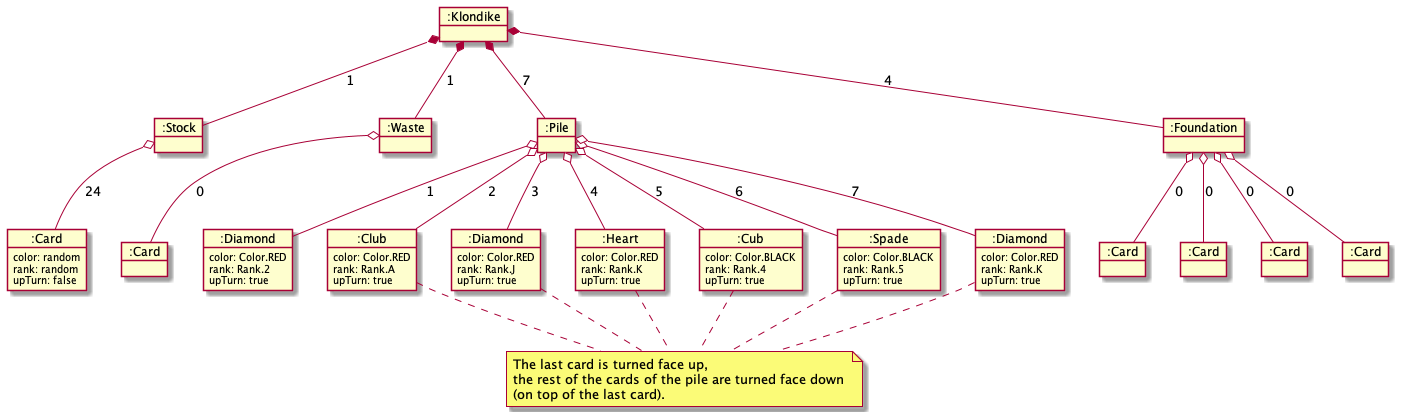 :Klondike
1
1
7
4
:Stock
:Waste
:Pile
:Foundation
24
0
1
2
3
4
5
6
7
0
0
0
0
:Card
color: random
rank: random
upTurn: false
:Card
:Diamond
color: Color.RED
rank: Rank.2
upTurn: true
:Club
color: Color.RED
rank: Rank.A
upTurn: true
:Diamond
color: Color.RED
rank: Rank.J
upTurn: true
:Heart
color: Color.RED
rank: Rank.K
upTurn: true
:Cub
color: Color.BLACK
rank: Rank.4
upTurn: true
:Spade
color: Color.BLACK
rank: Rank.5
upTurn: true
:Diamond
color: Color.RED
rank: Rank.K
upTurn: true
:Card
:Card
:Card
:Card
The last card is turned face up,
the rest of the cards of the pile are turned face down
(on top of the last card).